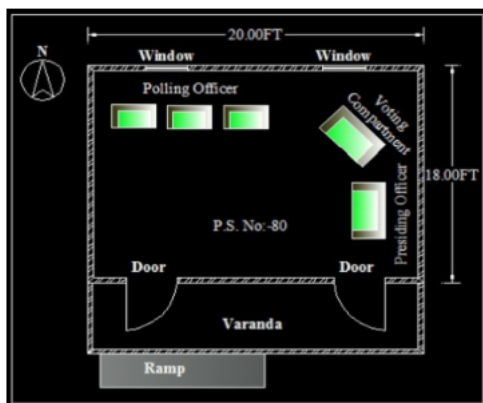 20.00FT
N
Window
Window
Polling Officer
Voting
Compartment
18.00FT
Presiding Officer
P.S. No:-80
Door
Door
Varanda
Ramp